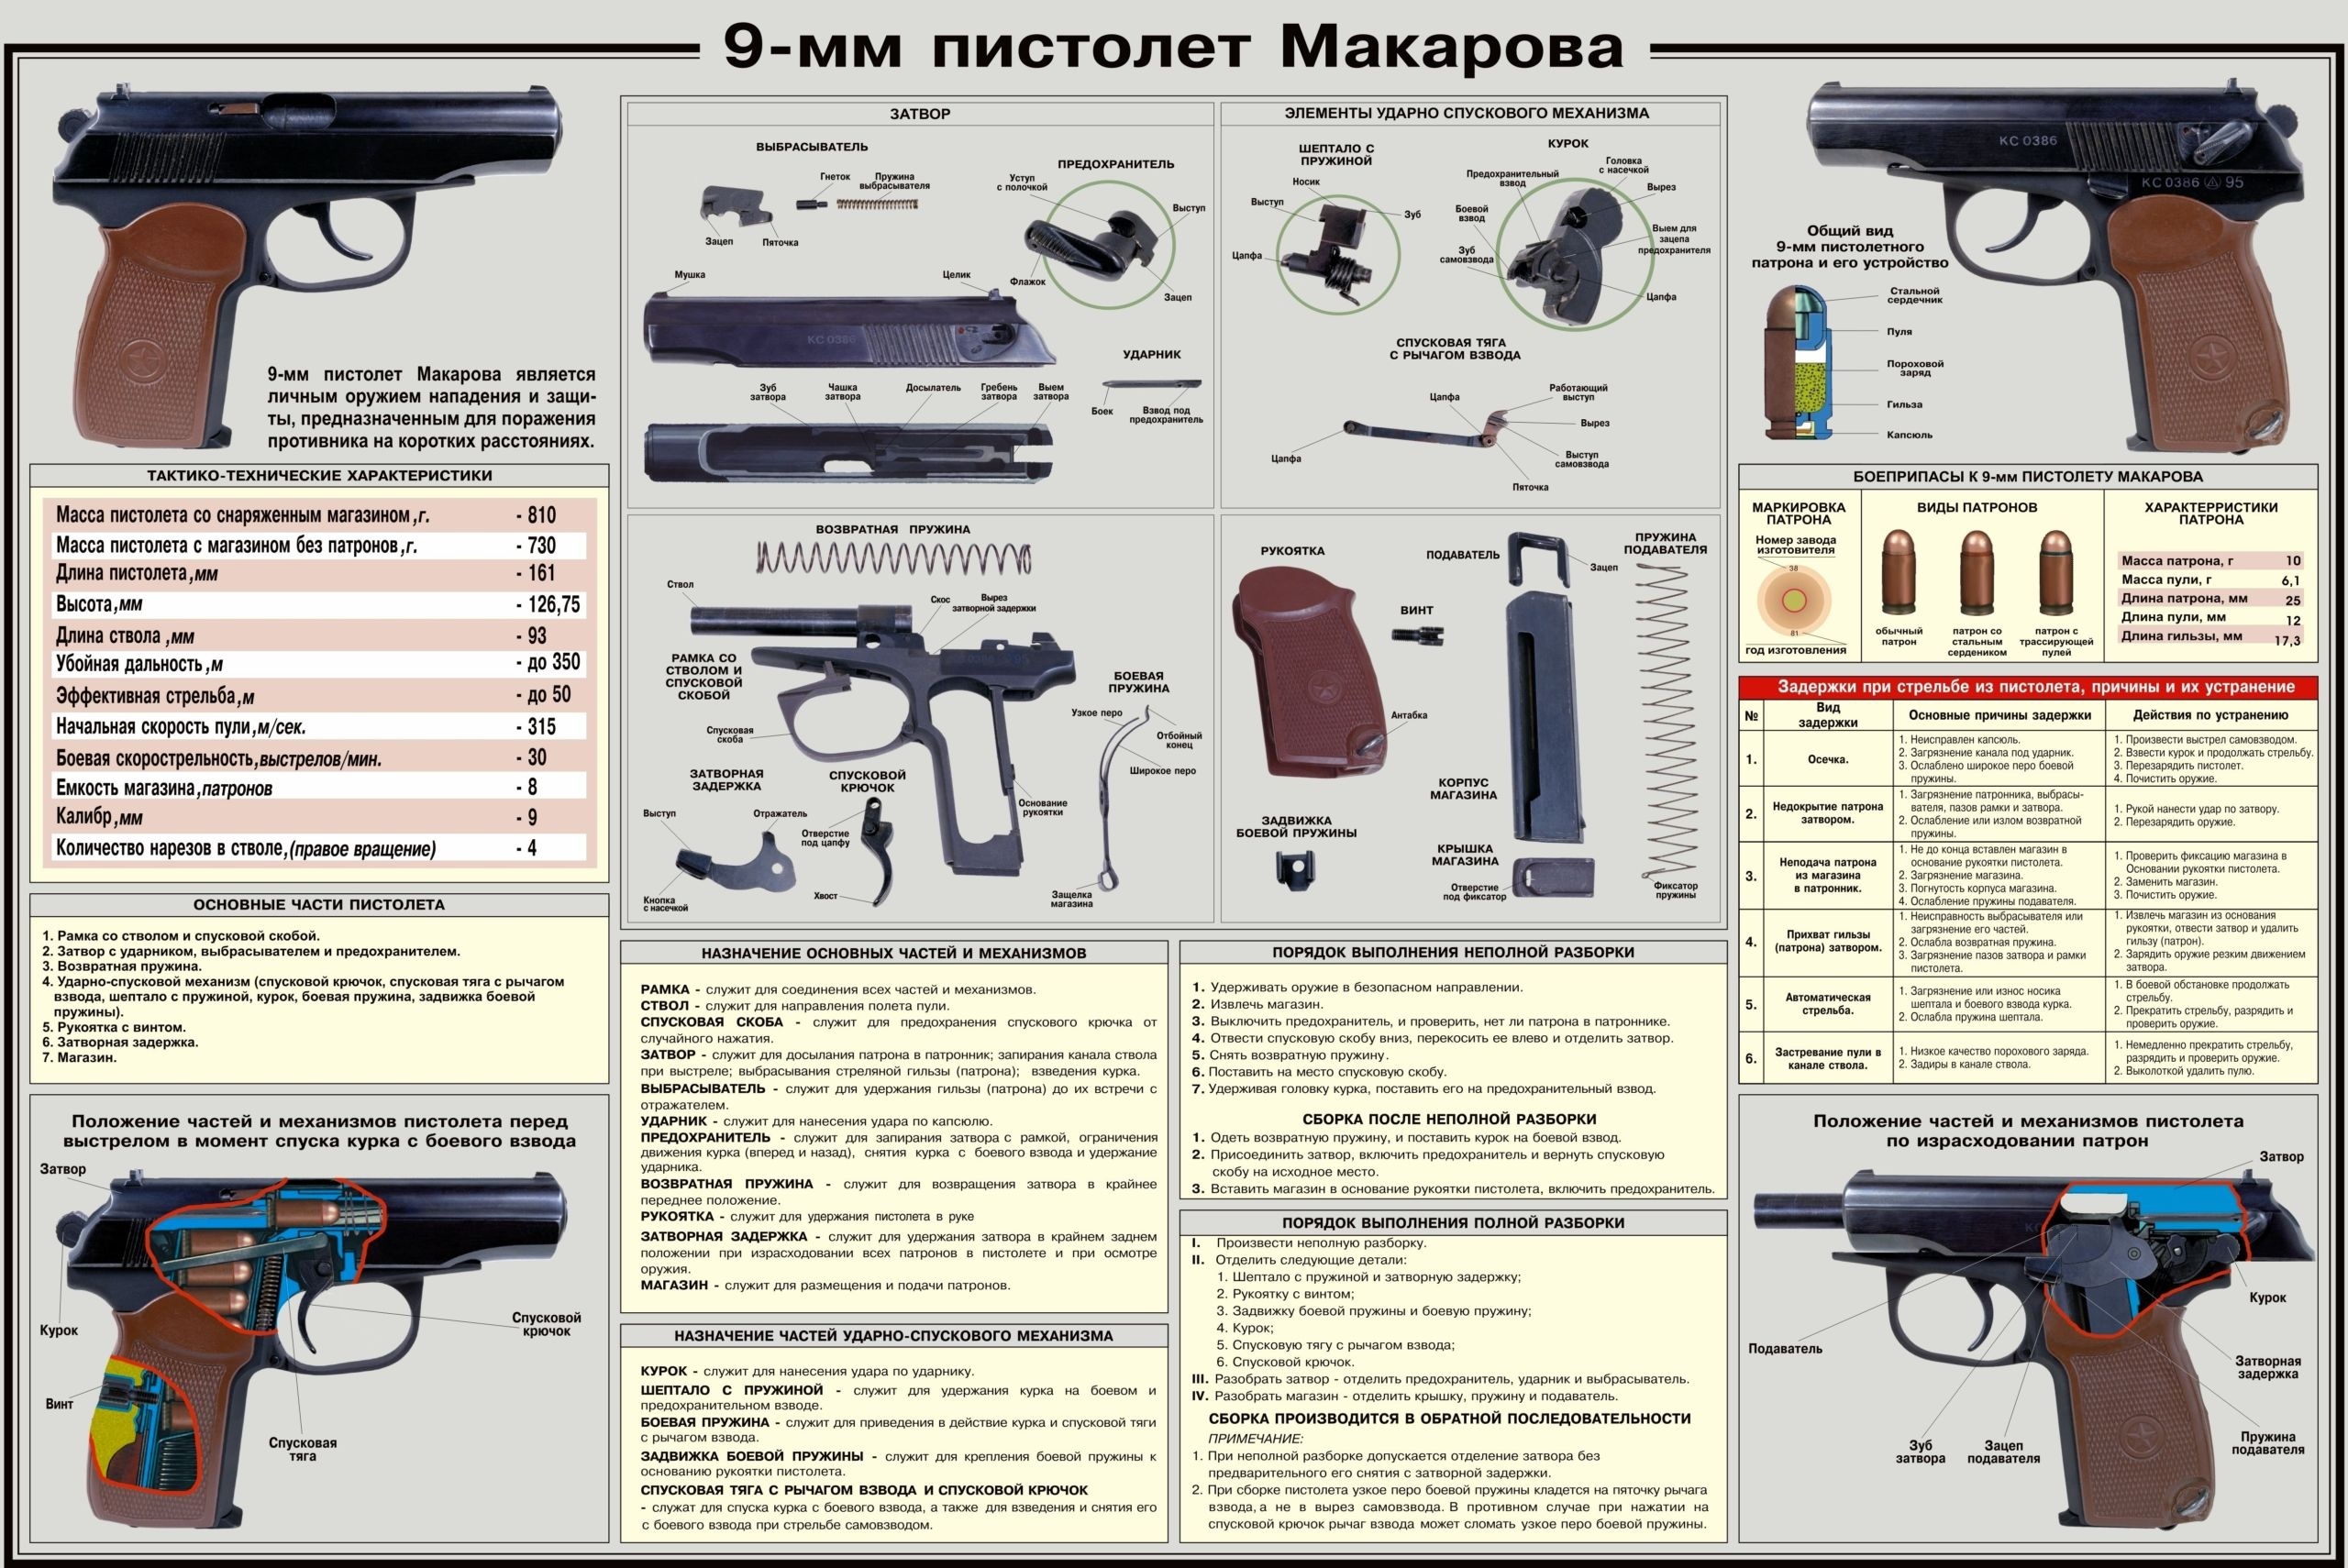 9-мм пистолет Макарова
КС 0386
КС 0386 95
9-мм пистолет Макарова является
личным оружием нападения и защи-
ты, предназначенным для поражения
противника на коротких расстояниях.
ТАКТИКО-ТЕХНИЧЕСКИЕ ХАРАКТЕРИСТИКИ
Масса пистолета со снаряженным магазином,г. - 810
Масса пистолета с магазином без патронов,г. - 730
Длина пистолета,мм - 161
Высота,мм - 126,75
Длина ствола ,мм - 93
Убойная дальность,м - до 350
Эффективная стрельба,м - до 50
Начальная скорость пули,м/сек. - 315
Боевая скорострельность,выстрелов/мин. - 30
Емкость магазина,патронов - 8
Калибр,мм - 9
Количество нарезов в стволе,(правое вращение) - 4
ОСНОВНЫЕ ЧАСТИ ПИСТОЛЕТА
1. Рамка со стволом и спусковой скобой.
2. Затвор с ударником, выбрасывателем и предохранителем.
3. Возвратная пружина.
4. Ударно-спусковой механизм (спусковой крючок, спусковая тяга с рычагом
взвода, шептало с пружиной, курок, боевая пружина, задвижка боевой
пружины).
5. Рукоятка с винтом.
6. Затворная задержка.
7. Магазин.
Положение частей и механизмов пистолета перед
выстрелом в момент спуска курка с боевого взвода
Затвор
Курок
Спусковой
крючок
Винт
Спусковая
тяга
ЗАТВОР
ВЫБРАСЫВАТЕЛЬ
Гнеток
Пружина
выбрасывателя
Зацеп
Пяточка
ПРЕДОХРАНИТЕЛЬ
Уступ
с полочкой
Выступ
Флажок
Зацеп
Мушка
Целик
КС 0386
УДАРНИК
Боек
Взвод под
предохранитель
Зуб
затвора
Чашка
затвора
Досылатель
Гребень
затвора
Выем
затвора
ЭЛЕМЕНТЫ УДАРНО СПУСКОВОГО МЕХАНИЗМА
ШЕПТАЛО С
ПРУЖИНОЙ
Носик
Выступ
Зуб
Цапфа
КУРОК
Предохранительный
взвод
Головка
с насечкой
Вырез
Боевой
взвод
Зуб
самовзвода
Выем для
зацепа
предохранителя
Цапфа
СПУСКОВАЯ ТЯГА
С РЫЧАГОМ ВЗВОДА
Цапфа
Работающий
выступ
Вырез
Цапфа
Выступ
самовзвода
Пяточка
ВОЗВРАТНАЯ ПРУЖИНА
Ствол
Скос
Вырез
затворной задержки
РАМКА СО
СТВОЛОМ И
СПУСКОВОЙ
СКОБОЙ
Спусковая
скоба
БОЕВАЯ
ПРУЖИНА
Узкое перо
Отбойный
конец
Широкое перо
ЗАТВОРНАЯ
ЗАДЕРЖКА
СПУСКОВОЙ
КРЮЧОК
Выступ
Отражатель
Отверстие
под цапфу
Основание
рукоятки
Кнопка
с насечкой
Хвост
Защелка
магазина
РУКОЯТКА
ВИНТ
Антабка
ЗАДВИЖКА
БОЕВОЙ ПРУЖИНЫ
ПОДАВАТЕЛЬ
Зацеп
ПРУЖИНА
ПОДАВАТЕЛЯ
КОРПУС
МАГАЗИНА
КРЫШКА
МАГАЗИНА
Отверстие
под фиксатор
Фиксатор
пружины
НАЗНАЧЕНИЕ ОСНОВНЫХ ЧАСТЕЙ И МЕХАНИЗМОВ
РАМКА - служит для соединения всех частей и механизмов.
СТВОЛ - служит для направления полета пули.
СПУСКОВАЯ СКОБА - служит для предохранения спускового крючка от
случайного нажатия.
ЗАТВОР - служит для досылания патрона в патронник; запирания канала ствола
при выстреле; выбрасывания стреляной гильзы (патрона); взведения курка.
ВЫБРАСЫВАТЕЛЬ - служит для удержания гильзы (патрона) до их встречи с
отражателем.
УДАРНИК - служит для нанесения удара по капсюлю.
ПРЕДОХРАНИТЕЛЬ - служит для запирания затвора с рамкой, ограничения
движения курка (вперед и назад), снятия курка с боевого взвода и удержание
ударника.
ВОЗВРАТНАЯ ПРУЖИНА - служит для возвращения затвора в крайнее
переднее положение.
РУКОЯТКА - служит для удержания пистолета в руке
ЗАТВОРНАЯ ЗАДЕРЖКА - служит для удержания затвора в крайнем заднем
положении при израсходовании всех патронов в пистолете и при осмотре
оружия.
МАГАЗИН - служит для размещения и подачи патронов.
НАЗНАЧЕНИЕ ЧАСТЕЙ УДАРНО-СПУСКОВОГО МЕХАНИЗМА
КУРОК - служит для нанесения удара по ударнику.
ШЕПТАЛО С ПРУЖИНОЙ - служит для удержания курка на боевом и
предохранительном взводе.
БОЕВАЯ ПРУЖИНА - служит для приведения в действие курка и спусковой тяги
с рычагом взвода.
ЗАДВИЖКА БОЕВОЙ ПРУЖИНЫ - служит для крепления боевой пружины к
основанию рукоятки пистолета.
СПУСКОВАЯ ТЯГА С РЫЧАГОМ ВЗВОДА И СПУСКОВОЙ КРЮЧОК
- служат для спуска курка с боевого взвода, а также для взведения и снятия его
с боевого взвода при стрельбе самовзводом.
ПОРЯДОК ВЫПОЛНЕНИЯ НЕПОЛНОЙ РАЗБОРКИ
1. Удерживать оружие в безопасном направлении.
2. Извлечь магазин.
3. Выключить предохранитель, и проверить, нет ли патрона в патроннике.
4. Отвести спусковую скобу вниз, перекосить ее влево и отделить затвор.
5. Снять возвратную пружину.
6. Поставить на место спусковую скобу.
7. Удерживая головку курка, поставить его на предохранительный взвод.
СБОРКА ПОСЛЕ НЕПОЛНОЙ РАЗБОРКИ
1. Одеть возвратную пружину, и поставить курок на боевой взвод.
2. Присоединить затвор, включить предохранитель и вернуть спусковую
скобу на исходное место.
3. Вставить магазин в основание рукоятки пистолета, включить предохранитель.
ПОРЯДОК ВЫПОЛНЕНИЯ ПОЛНОЙ РАЗБОРКИ
I. Произвести неполную разборку.
II. Отделить следующие детали:
1. Шептало с пружиной и затворную задержку;
2. Рукоятку с винтом;
3. Задвижку боевой пружины и боевую пружину;
4. Курок;
5. Спусковую тягу с рычагом взвода;
6. Спусковой крючок.
III. Разобрать затвор - отделить предохранитель, ударник и выбрасыватель.
IV. Разобрать магазин - отделить крышку, пружину и подаватель.
СБОРКА ПРОИЗВОДИТСЯ В ОБРАТНОЙ ПОСЛЕДОВАТЕЛЬНОСТИ
ПРИМЕЧАНИЕ:
1. При неполной разборке допускается отделение затвора без
предварительного его снятия с затворной задержки.
2. При сборке пистолета узкое перо боевой пружины кладется на пяточку рычага
взвода, а не в вырез самовзвода. В противном случае при нажатии на
спусковой крючок рычаг взвода может сломать узкое перо боевой пружины.
Общий вид
9-мм пистолетного
патрона и его устройство
Стальной
сердечник
Пуля
Пороховой
заряд
Гильза
Капсюль
БОЕПРИПАСЫ К 9-мм ПИСТОЛЕТУ МАКАРОВА
МАРКИРОВКА
ПАТРОНА
Номер завода
изготовителя
38
81
год изготовления
ВИДЫ ПАТРОНОВ
обычный
патрон
патрон со
стальным
сердеником
патрон с
трассирующей
пулей
ХАРАКТЕРРИСТИКИ
ПАТРОНА
Масса патрона, г 10
Масса пули, г 6,1
Длина патрона, мм 25
Длина пули, мм 12
Длина гильзы, мм 17,3
Задержки при стрельбе из пистолета, причины и их устранение
№
Вид
задержки
Основные причины задержки
Действия по устранению
1.
Осечка.
1. Неисправлен капсюль.
2. Загрязнение канала под ударник.
3. Ослаблено широкое перо боевой
пружины.
1. Произвести выстрел самовзводом.
2. Взвести курок и продолжать стрельбу.
3. Перезарядить пистолет.
4. Почистить оружие.
2.
Недокрытие патрона
затвором.
1. Загрязнение патронника, выбрасы-
вателя, пазов рамки и затвора.
2. Ослабление или излом возвратной
пружины.
1. Рукой нанести удар по затвору.
2. Перезарядить оружие.
3.
Неподача патрона
из магазина
в патронник.
1. Не до конца вставлен магазин в
основание рукоятки пистолета.
2. Загрязнение магазина.
3. Погнутость корпуса магазина.
4. Ослабление пружины подавателя.
1. Проверить фиксацию магазина в
Основании рукоятки пистолета.
2. Заменить магазин.
3. Почистить оружие.
4.
Прихват гильзы
(патрона) затвором.
1. Неисправность выбрасывателя или
загрязнение его частей.
2. Ослабла возвратная пружина.
3. Загрязнение пазов затвора и рамки
пистолета.
1. Извлечь магазин из основания
рукоятки, отвести затвор и удалить
гильзу (патрон).
2. Зарядить оружие резким движением
затвора.
5.
Автоматическая
стрельба.
1. Загрязнение или износ носика
шептала и боевого взвода курка.
2. Ослабла пружина шептала.
1. В боевой обстановке продолжать
стрельбу.
2. Прекратить стрельбу, разрядить и
проверить оружие.
6.
Застревание пули в
канале ствола.
1. Низкое качество порохового заряда.
2. Задиры в канале ствола.
1. Немедленно прекратить стрельбу,
разрядить и проверить оружие.
2. Выколоткой удалить пулю.
Положение частей и механизмов пистолета
по израсходовании патрон
Затвор
Курок
Подаватель
Затворная
задержка
Зуб
затвора
Зацеп
подавателя
Пружина
подавателя